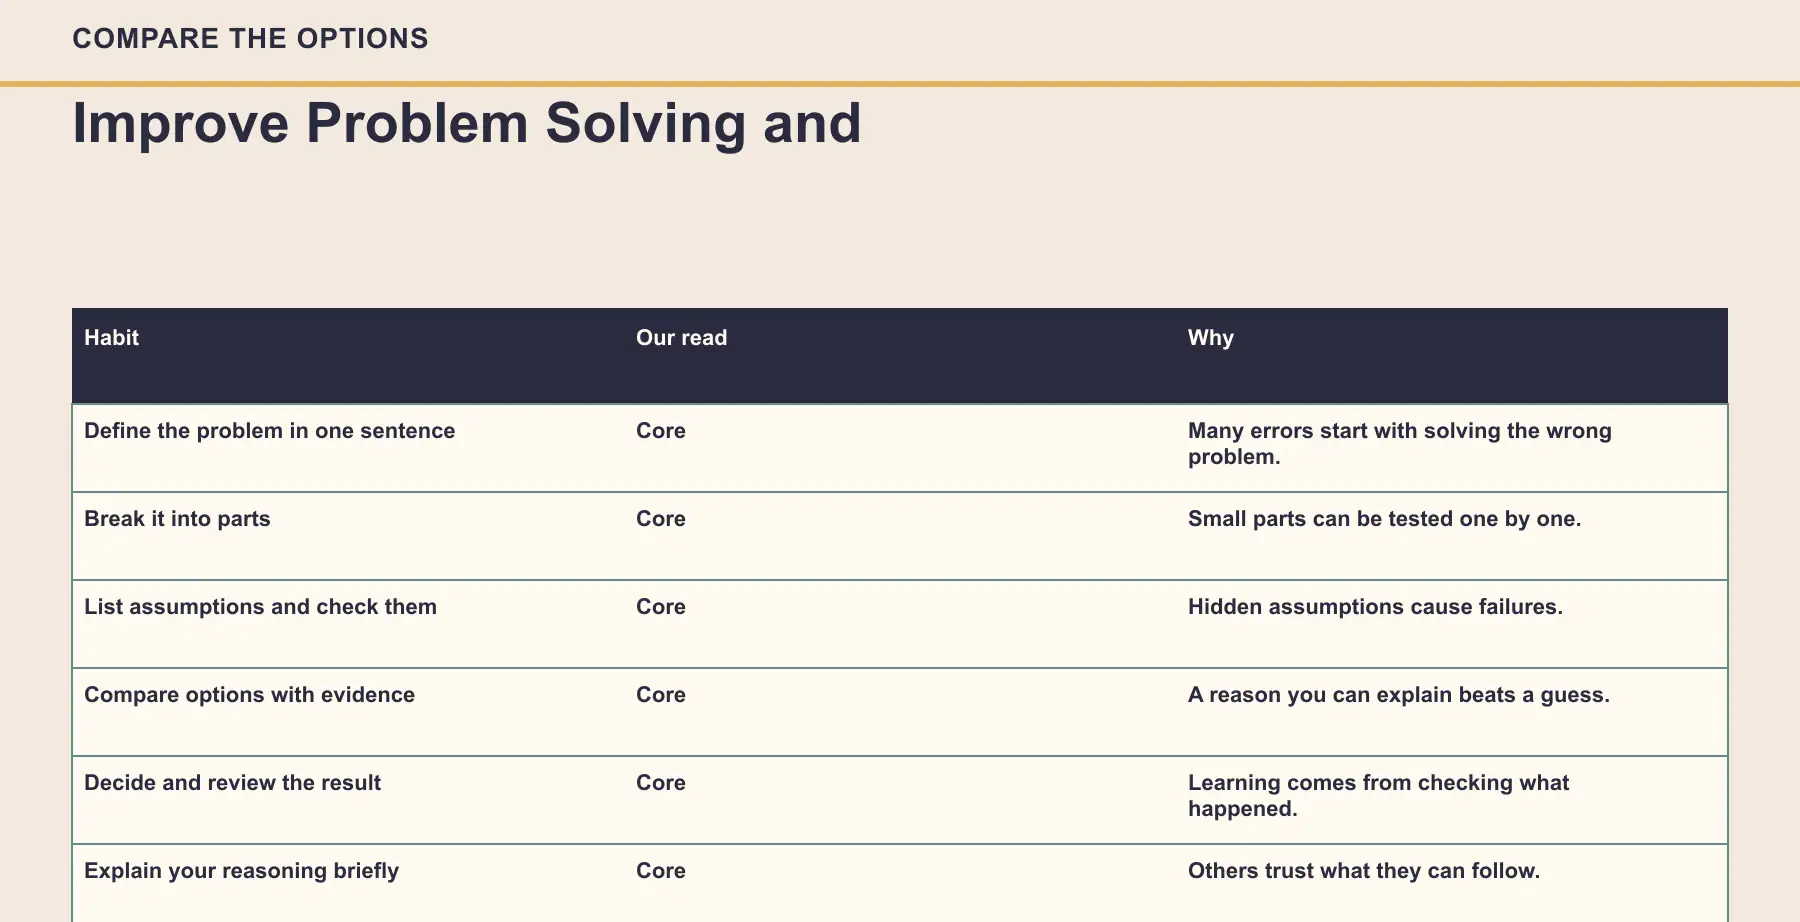 COMPARE THE OPTIONS
Improve Problem Solving and
Habit Our read Why
Define the problem in one sentence Core Many errors start with solving the wrong
problem.
Break it into parts Core Small parts can be tested one by one.
List assumptions and check them Core Hidden assumptions cause failures.
Compare options with evidence Core A reason you can explain beats a guess.
Decide and review the result Core Learning comes from checking what
happened.
Explain your reasoning briefly Core Others trust what they can follow.